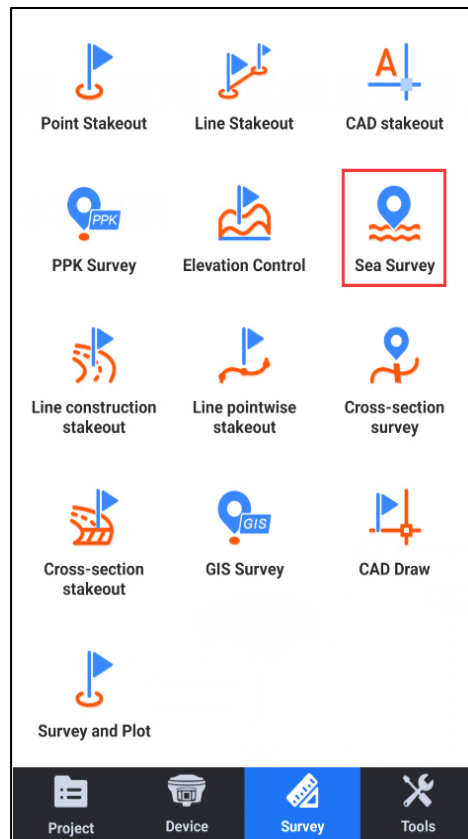 Point Stakeout
Line Stakeout
A
CAD stakeout
PPK
PPK Survey
Elevation Control
Sea Survey
Line construction
stakeout
Line pointwise
stakeout
Cross-section
survey
Cross-section
stakeout
GIS
GIS Survey
CAD Draw
Survey and Plot
Project
Device
Survey
Tools